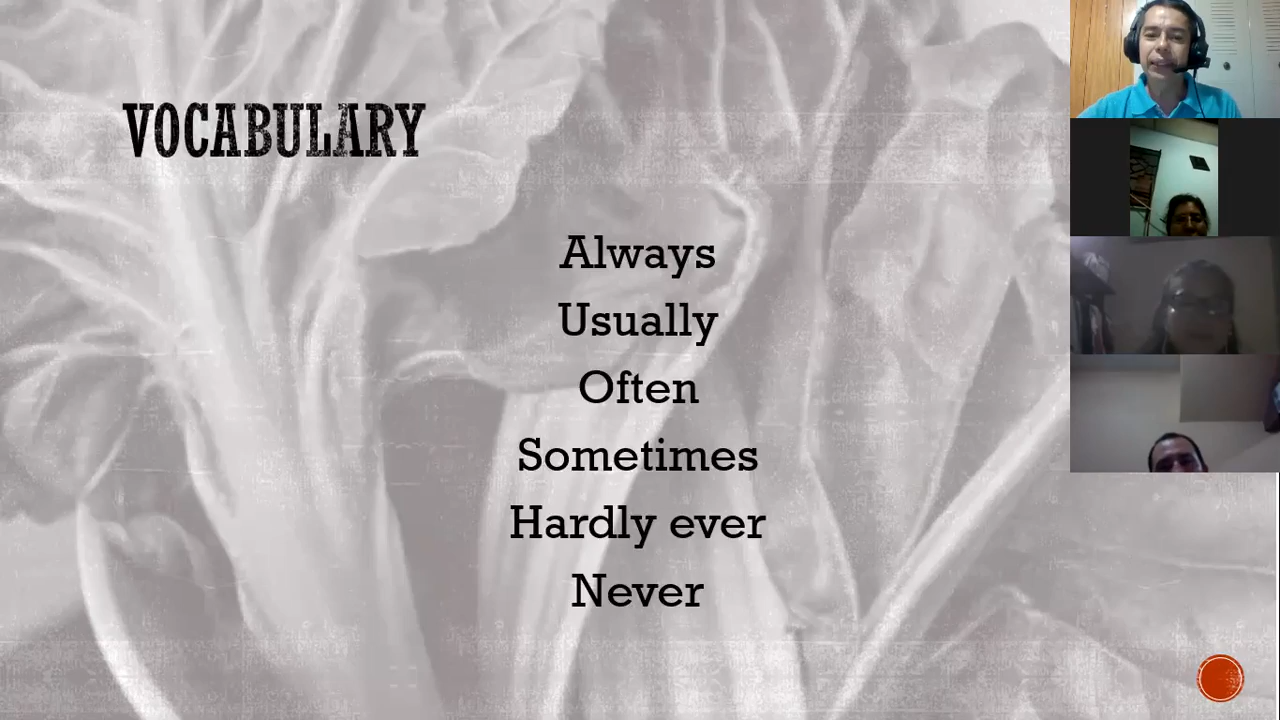 VOCABULARY
Always
Usually
Often
Sometimes
Hardly ever
Never